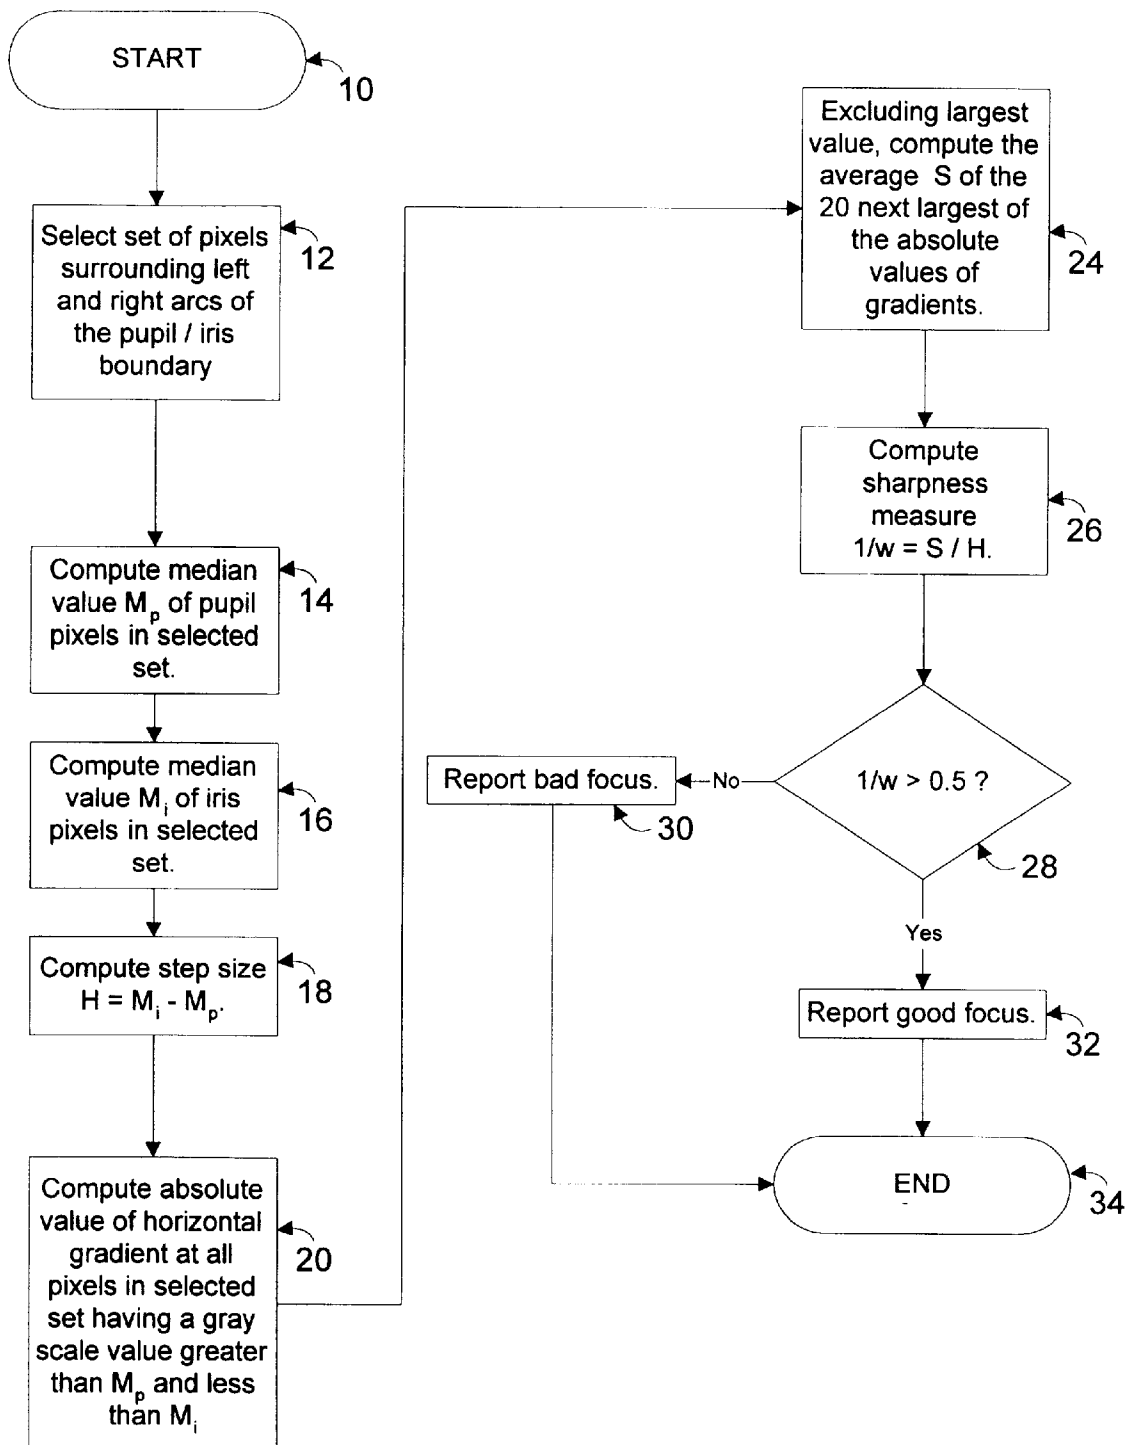 START
10
Select set of pixels
surrounding left
and right arcs of
the pupil / iris
boundary
12
Compute median
value Mp of pupil
pixels in selected
set.
14
Compute median
value Mi of iris
pixels in selected
set.
16
Compute step size
H = Mi - Mp.
18
Compute absolute
value of horizontal
gradient at all
pixels in selected
set having a gray
scale value greater
than Mp and less
than Mi
20
Excluding largest
value, compute the
average S of the
20 next largest of
the absolute
values of
gradients.
24
Compute
sharpness
measure
1/w = S / H.
26
1/w > 0.5 ?
28
No
Report bad focus.
30
Yes
Report good focus.
32
END
34